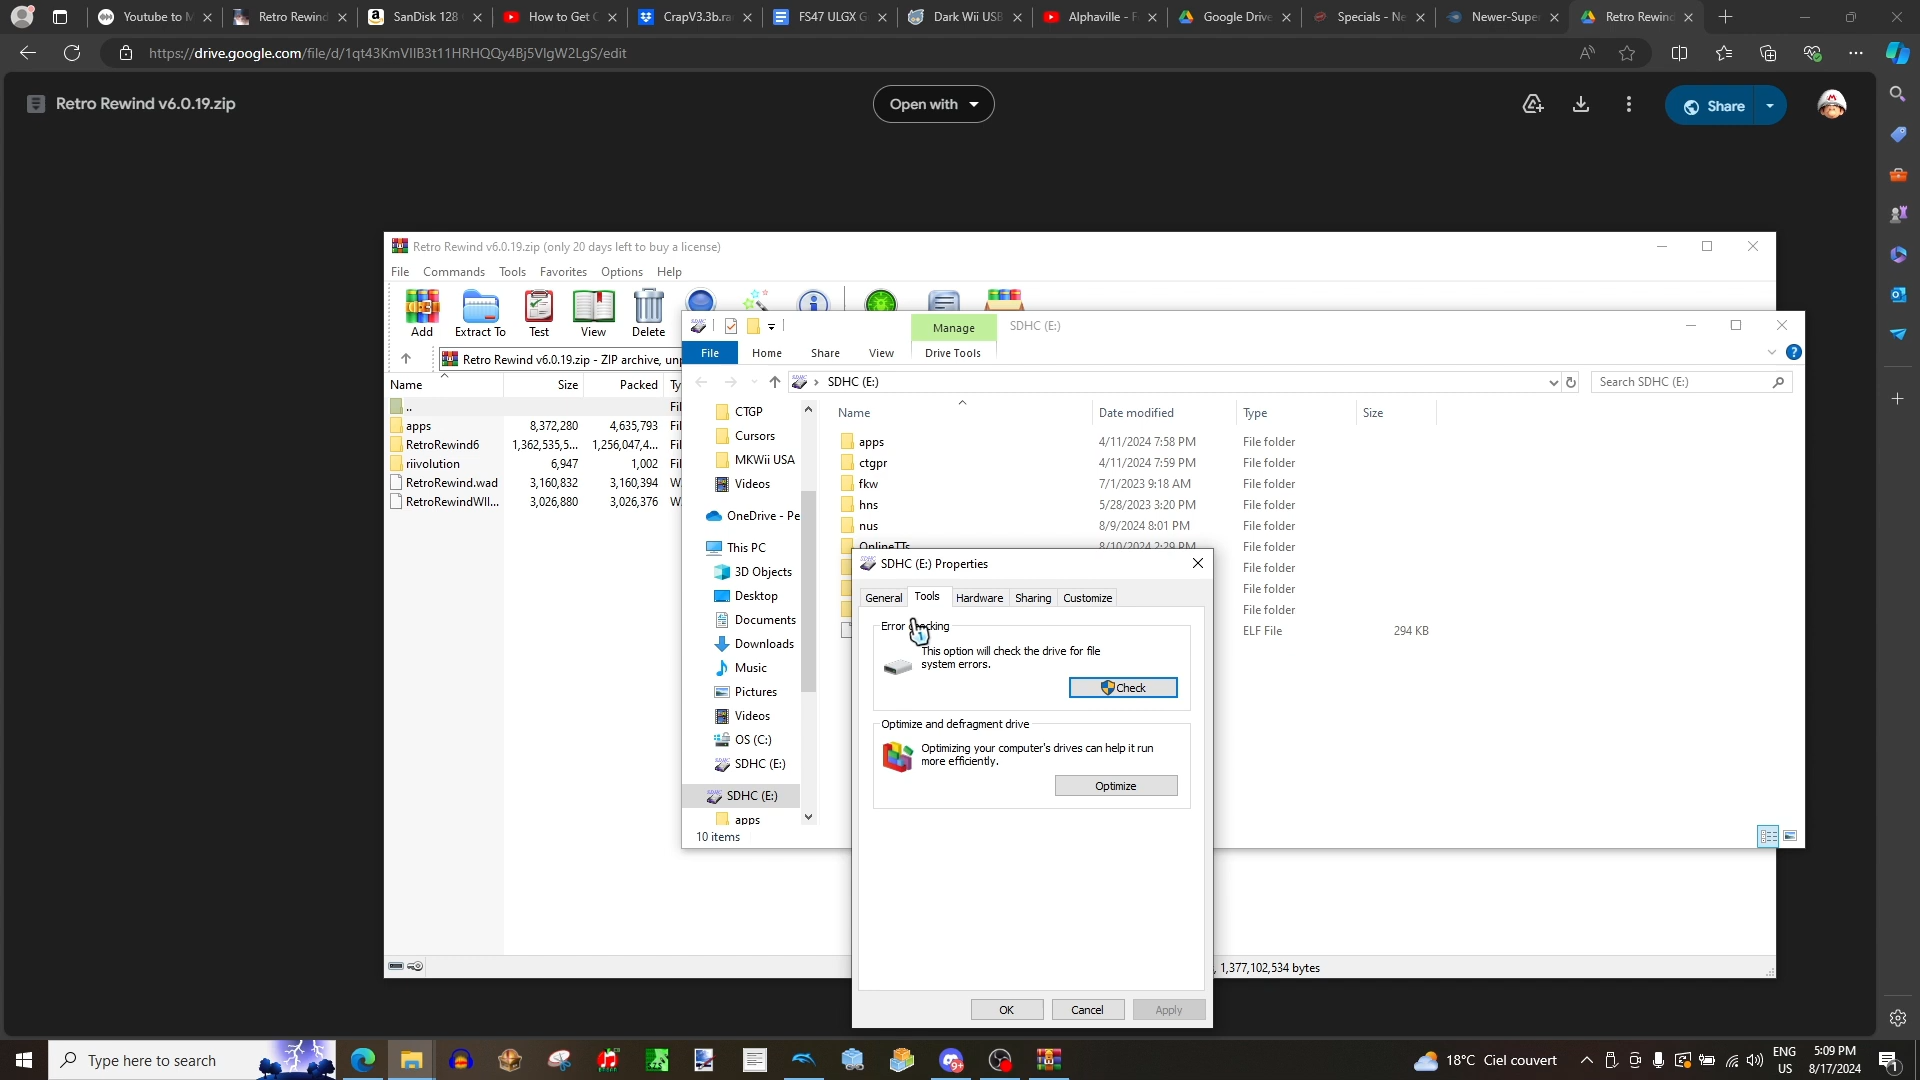 Youtube to M
Retro Rewind
SanDisk 128
How to Get C
CrapV3.3b.ra
FS47 ULGX G
Dark Wii USB
Alphaville - F
Google Drive
Specials - Ne
Newer-Supe
Retro Rewind
https://drive.google.com/file/d/1qt43KmVIlB3t11HRHQQy4Bj5VlgW2LgS/edit
Retro Rewind v6.0.19.zip
Open with
Share
Retro Rewind v6.0.19.zip (only 20 days left to buy a license)
File Commands Tools Favorites Options Help
Add Extract To Test View Delete
Manage SDHC (E:)
File Home Share View Drive Tools
Retro Rewind v6.0.19.zip - ZIP archive, unp
SDHC (E:)
Search SDHC (E:)
Name Size Packed Ty
..
Fil
apps 8,372,280 4,635,793 Fil
RetroRewind6 1,362,535,5... 1,256,047,4... Fil
riivolution 6,947 1,002 Fil
RetroRewind.wad 3,160,832 3,160,394 W
RetroRewindWII... 3,026,880 3,026,376 W
CTGP
Cursors
MKWii USA
Videos
OneDrive - Pe
This PC
3D Objects
Desktop
Documents
Downloads
Music
Pictures
Videos
OS (C:)
SDHC (E:)
SDHC (E:)
apps
10 items
Name Date modified Type Size
apps 4/11/2024 7:58 PM File folder
ctgpr 4/11/2024 7:59 PM File folder
fkw 7/1/2023 9:18 AM File folder
hns 5/28/2023 3:20 PM File folder
nus 8/9/2024 8:01 PM File folder
OnlineTTs 8/10/2024 2:29 PM File folder
File folder
File folder
File folder
ELF File 294 KB
SDHC (E:) Properties
General Tools Hardware Sharing Customize
Error checking
This option will check the drive for file
system errors.
Check
Optimize and defragment drive
Optimizing your computer's drives can help it run
more efficiently.
Optimize
OK Cancel Apply
, 1,377,102,534 bytes
Type here to search
9+
18°C Ciel couvert
ENG
US
5:09 PM
8/17/2024
1